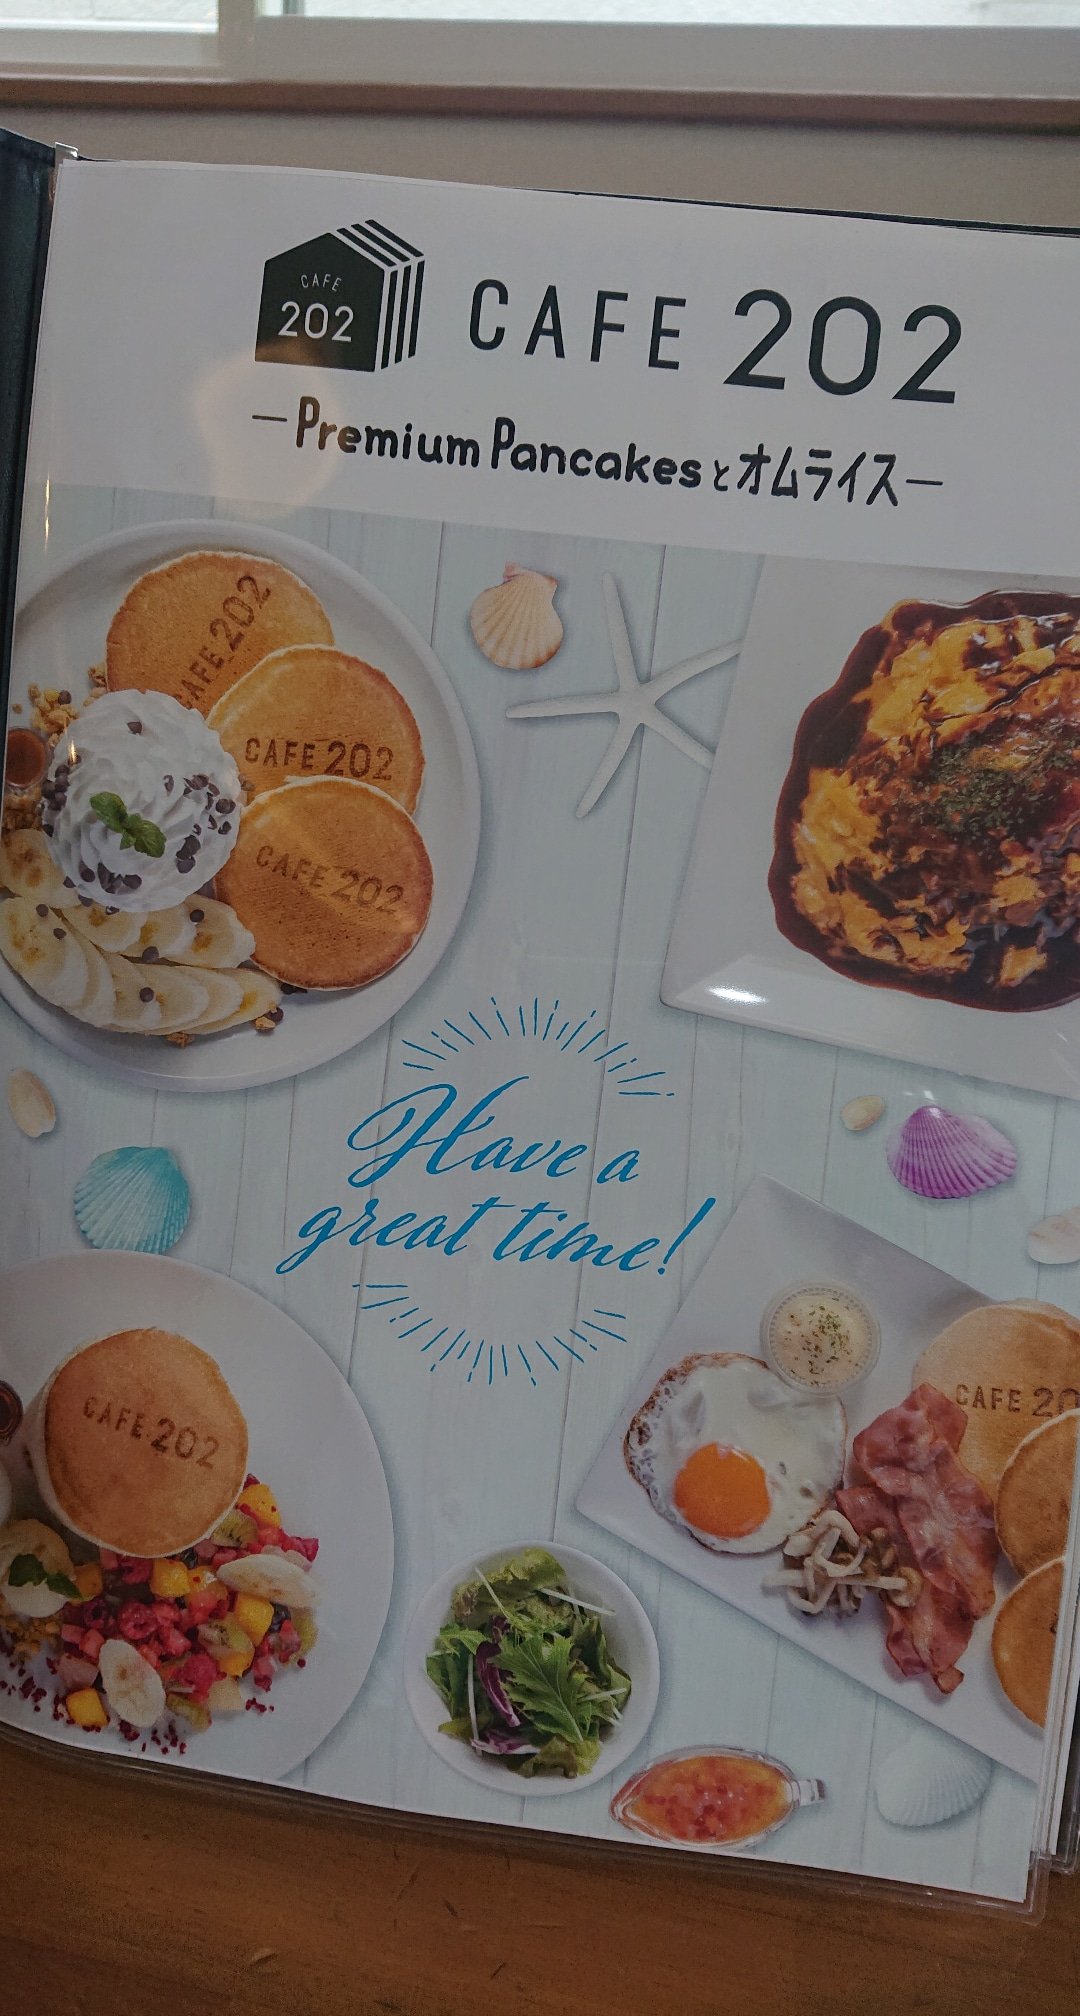 CAFE
202
CAFE 202
—Premium Pancakesとオムライス—
CAFE 202
CAFE 202
CAFE 202
Have a
great time!
CAFE 202
CAFE 20